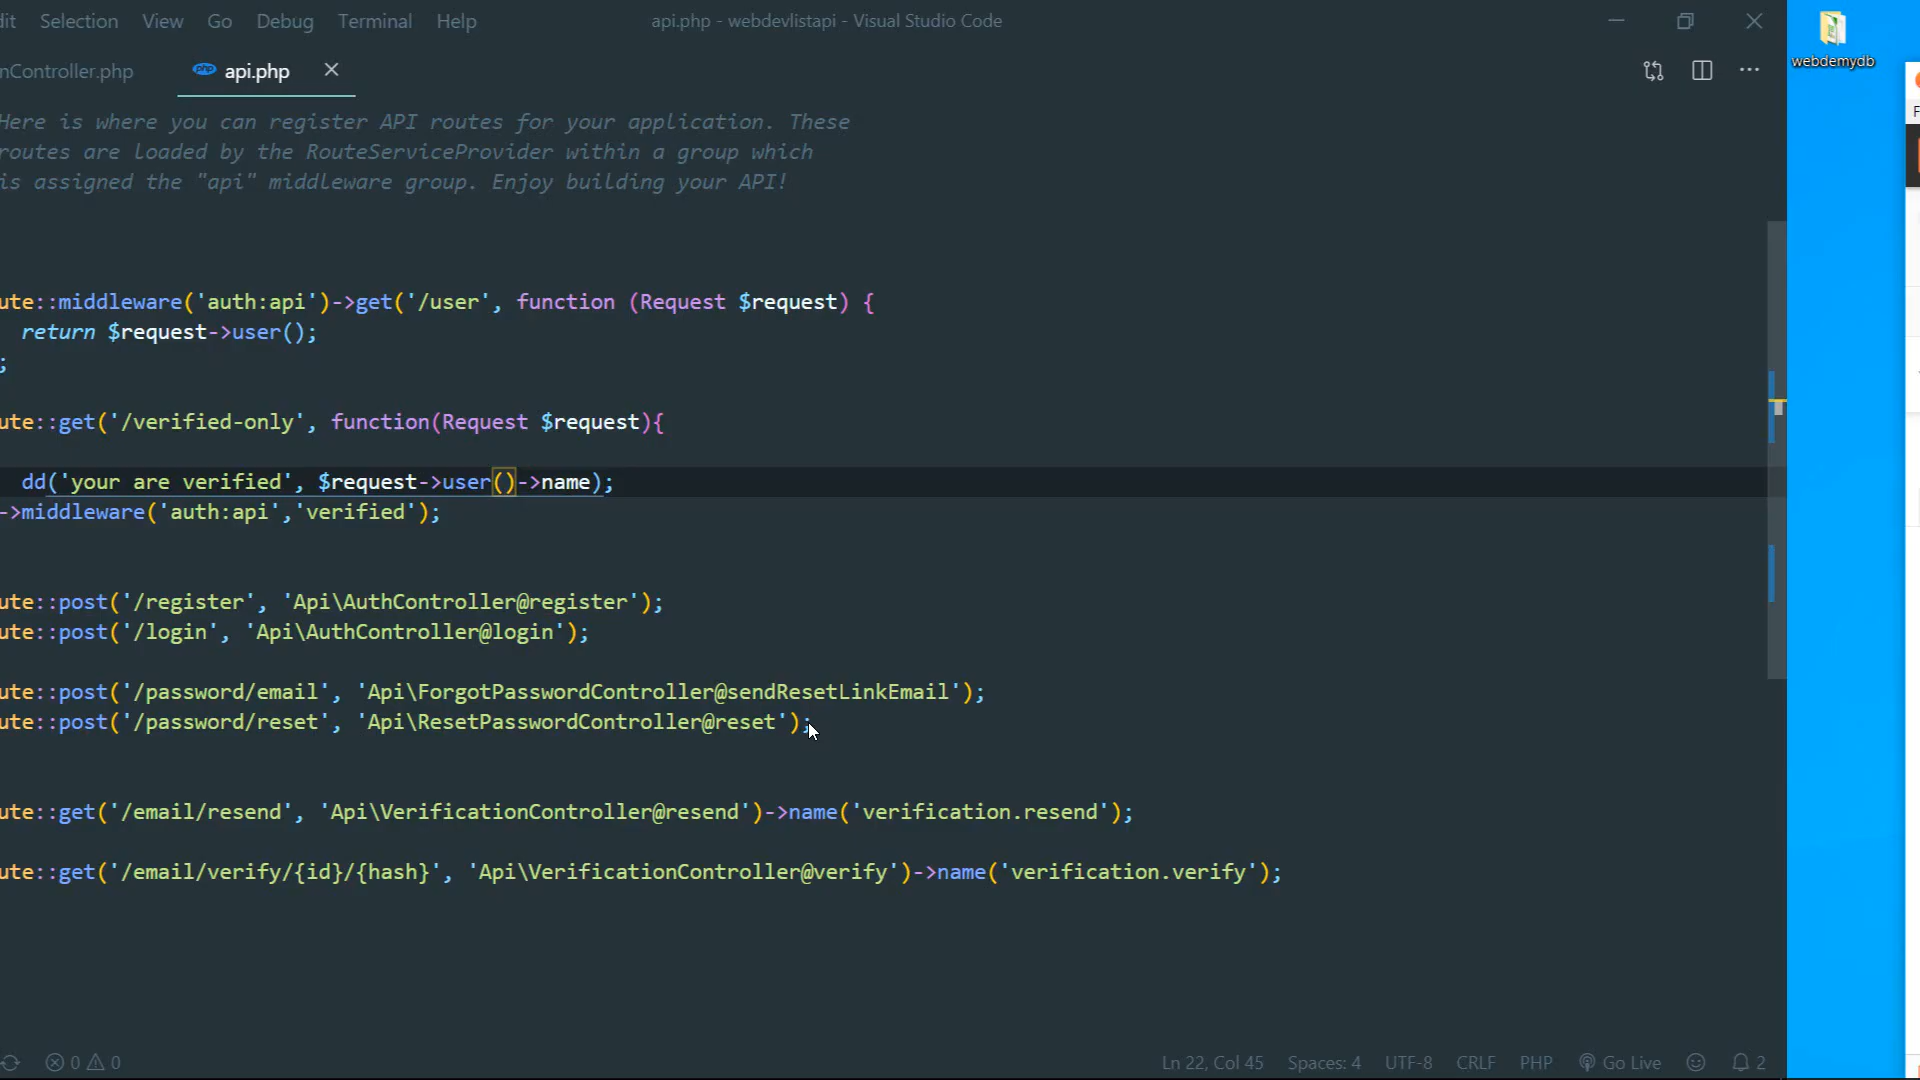 dit Selection View Go Debug Terminal Help api.php - webdevlistapi - Visual Studio Code
webdemydb
nController.php api.php
F
Here is where you can register API routes for your application. These
routes are loaded by the RouteServiceProvider within a group which
is assigned the "api" middleware group. Enjoy building your API!
ute::middleware('auth:api')->get('/user', function (Request $request) {
return $request->user();
;
ute::get('/verified-only', function(Request $request){
dd('your are verified', $request->user()->name);
->middleware('auth:api','verified');
ute::post('/register', 'Api\AuthController@register');
ute::post('/login', 'Api\AuthController@login');
ute::post('/password/email', 'Api\ForgotPasswordController@sendResetLinkEmail');
ute::post('/password/reset', 'Api\ResetPasswordController@reset');
ute::get('/email/resend', 'Api\VerificationController@resend')->name('verification.resend');
ute::get('/email/verify/{id}/{hash}', 'Api\VerificationController@verify')->name('verification.verify');
0 0 Ln 22, Col 45 Spaces: 4 UTF-8 CRLF PHP Go Live 2